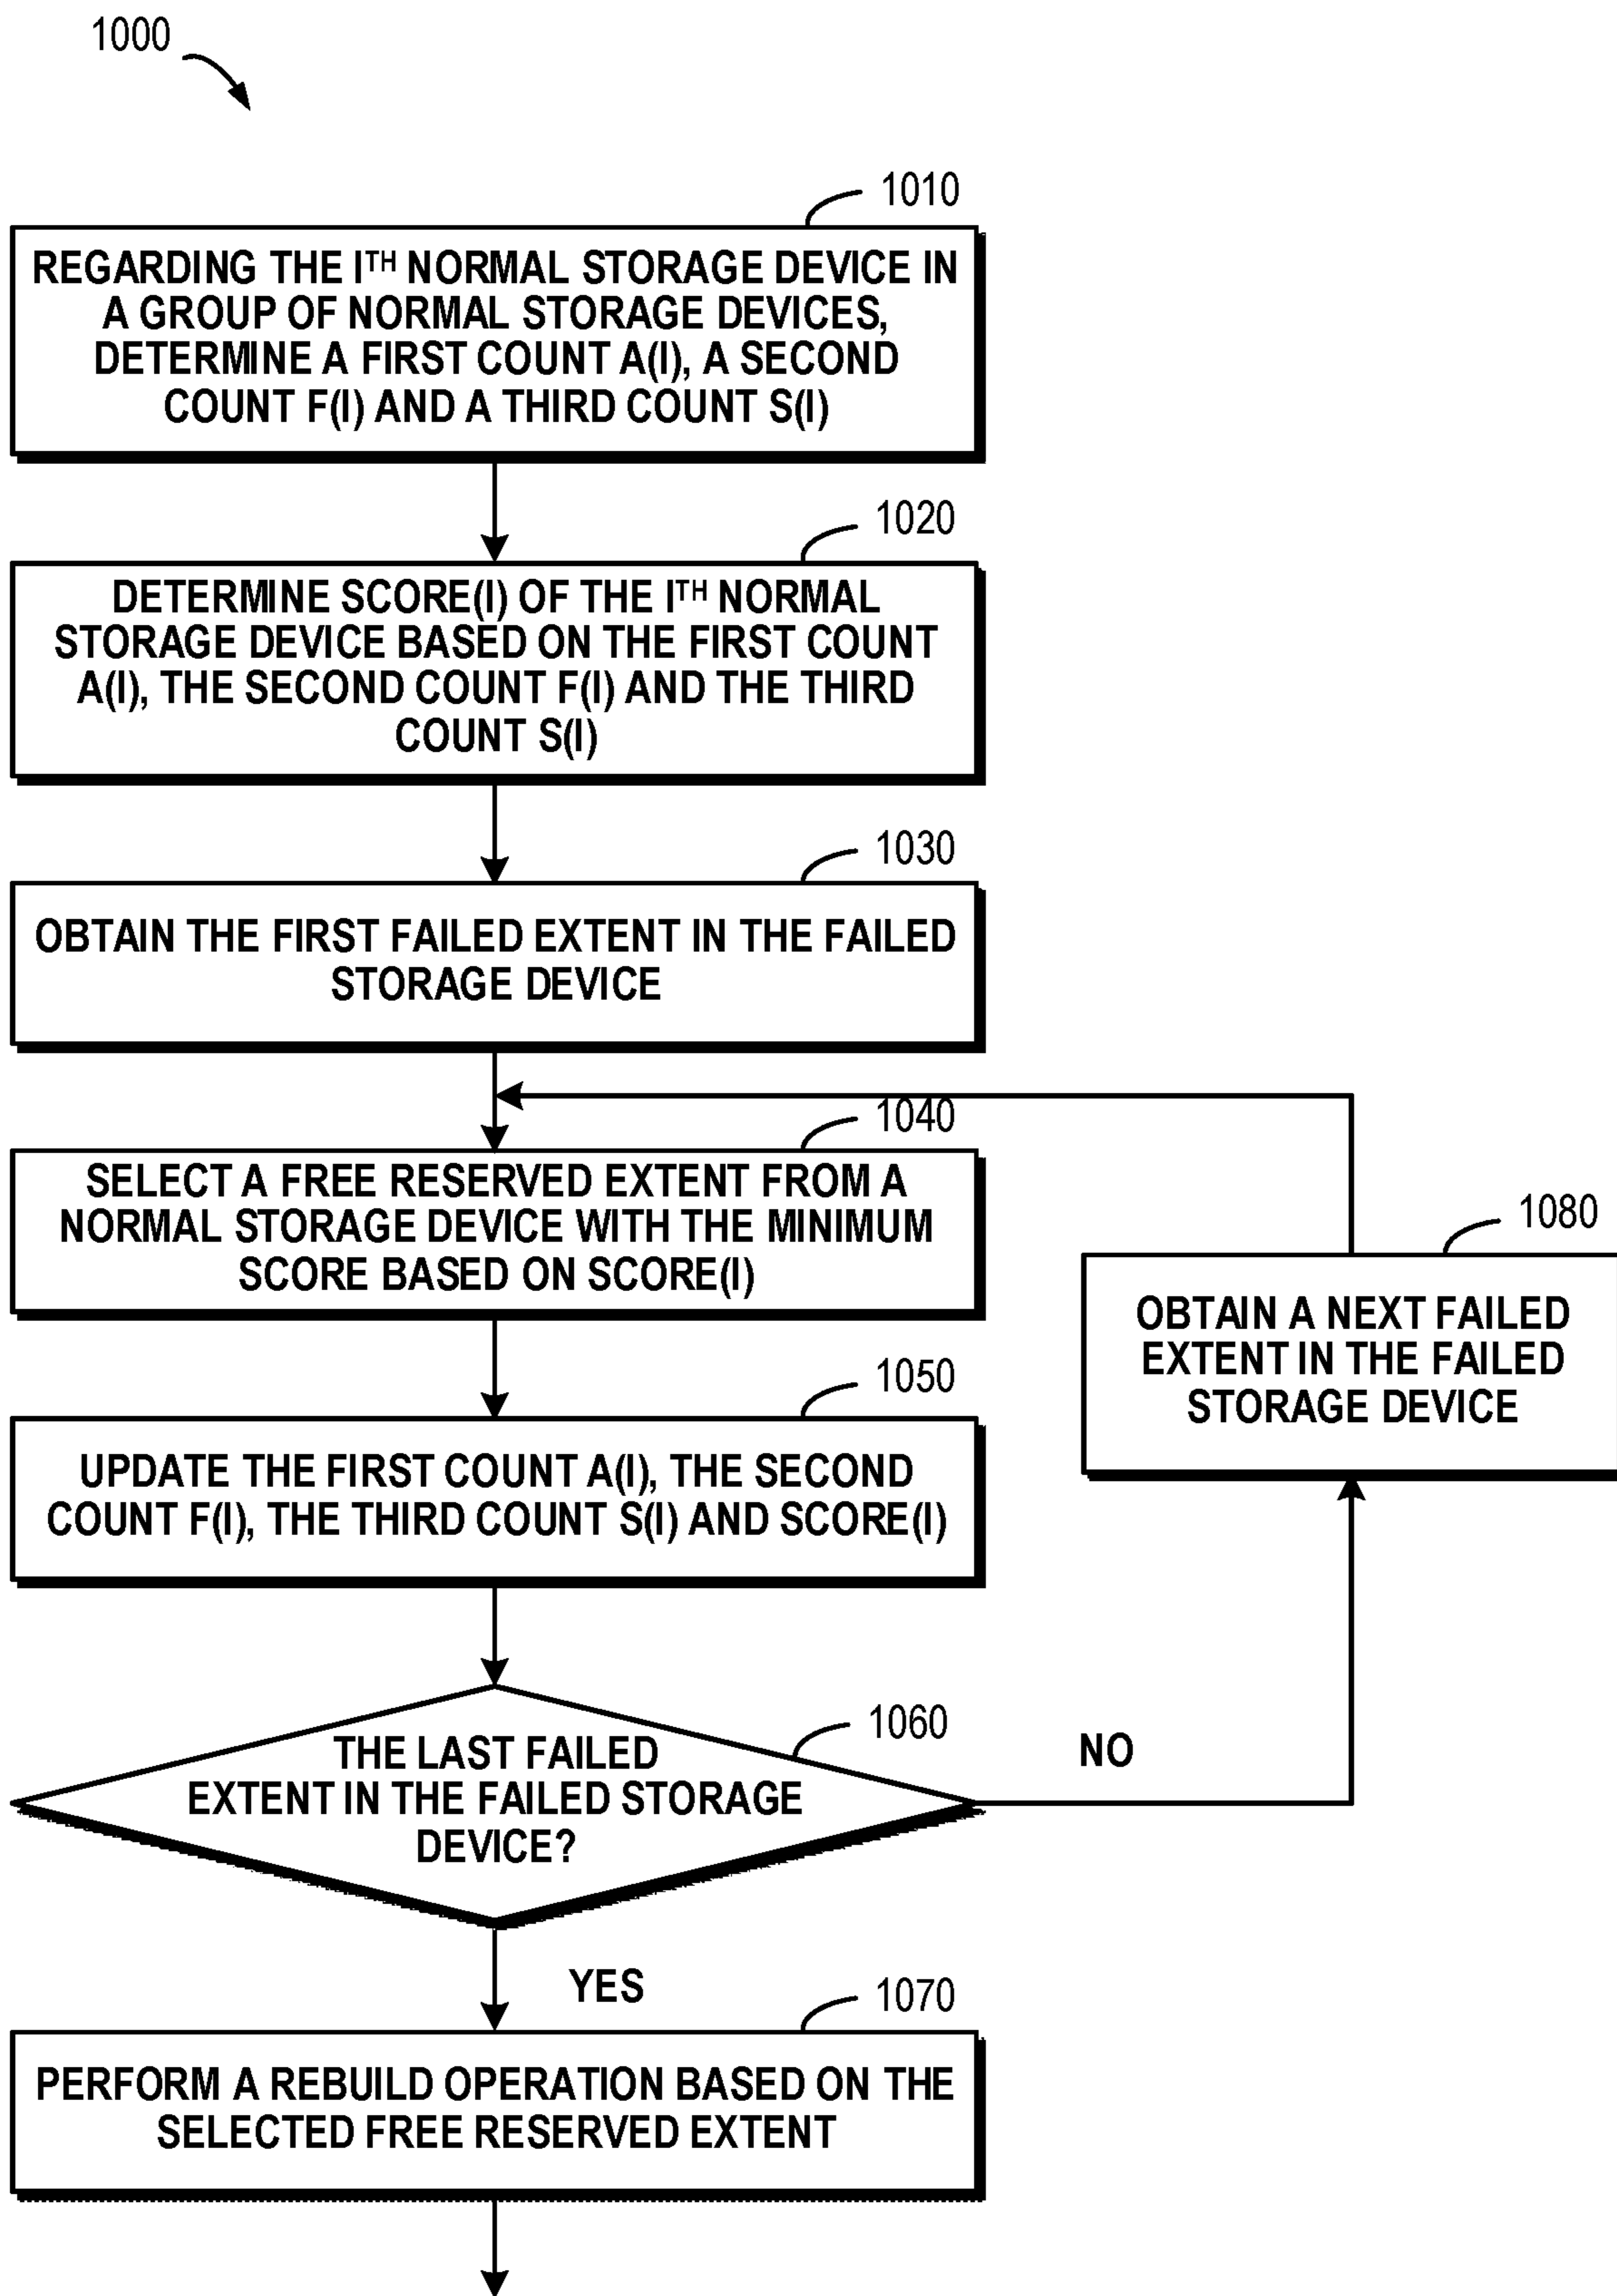 1000
1010
REGARDING THE ITH NORMAL STORAGE DEVICE IN
A GROUP OF NORMAL STORAGE DEVICES,
DETERMINE A FIRST COUNT A(I), A SECOND
COUNT F(I) AND A THIRD COUNT S(I)
1020
DETERMINE SCORE(I) OF THE ITH NORMAL
STORAGE DEVICE BASED ON THE FIRST COUNT
A(I), THE SECOND COUNT F(I) AND THE THIRD
COUNT S(I)
1030
OBTAIN THE FIRST FAILED EXTENT IN THE FAILED
STORAGE DEVICE
1040
SELECT A FREE RESERVED EXTENT FROM A
NORMAL STORAGE DEVICE WITH THE MINIMUM
SCORE BASED ON SCORE(I)
1080
OBTAIN A NEXT FAILED
EXTENT IN THE FAILED
STORAGE DEVICE
1050
UPDATE THE FIRST COUNT A(I), THE SECOND
COUNT F(I), THE THIRD COUNT S(I) AND SCORE(I)
1060
THE LAST FAILED
EXTENT IN THE FAILED STORAGE
DEVICE?
NO
YES
1070
PERFORM A REBUILD OPERATION BASED ON THE
SELECTED FREE RESERVED EXTENT